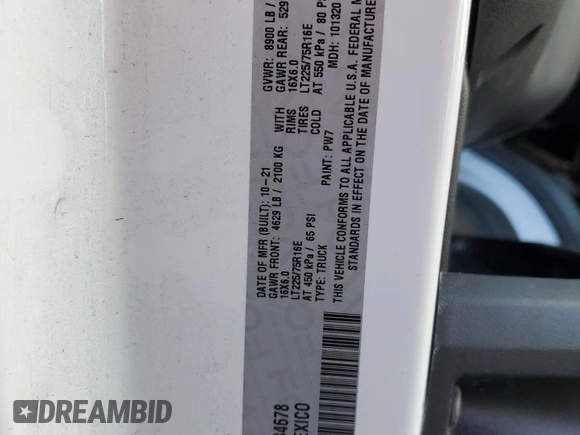 DATE OF MFR (BUILT): 10-21 GVWR: 8900 LB /
GAWR FRONT: 4629 LB / 2100 KG WITH GAWR REAR: 529
16X6.0 RIMS 16X6.0
LT225/75R16E TIRES LT225/75R16E
AT 450 kPa / 65 PSI COLD AT 550 kPa / 80 P
TYPE: TRUCK PAINT: PW7 MDH: 101320
THIS VEHICLE CONFORMS TO ALL APPLICABLE U.S.A. FEDERAL M
STANDARDS IN EFFECT ON THE DATE OF MANUFACTURE
4678
EXICO
DREAMBID